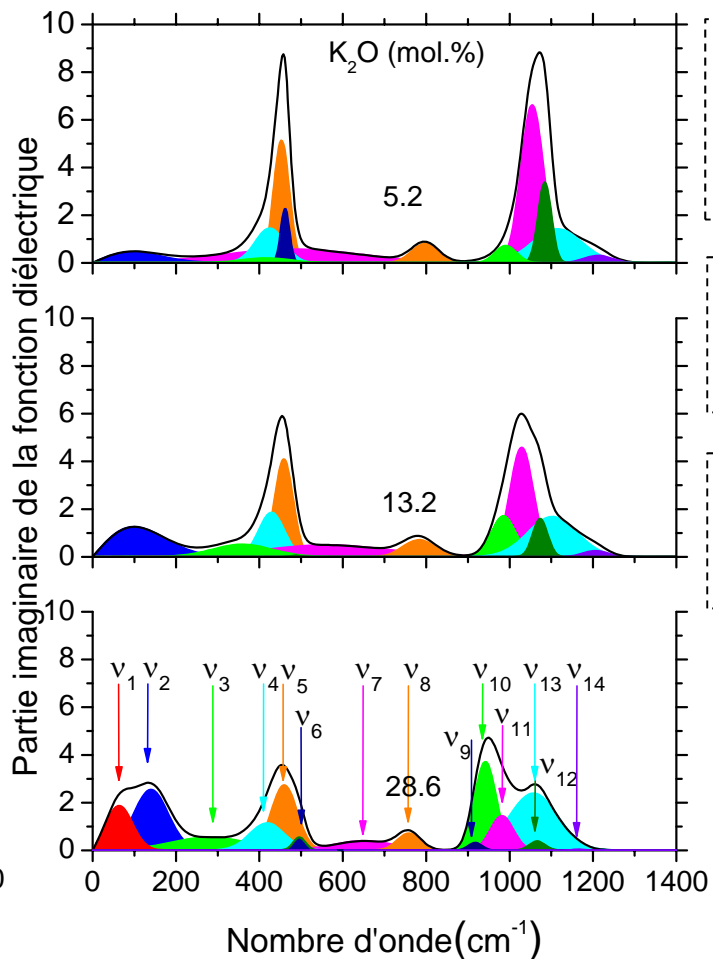 Partie imaginaire de la fonction diélectrique
10
8
6
4
2
0
K2O (mol.%)
5.2
10
8
6
4
2
0
13.2
10
8
6
4
2
0
ν1
ν2
ν3
ν4
ν5
ν6
ν7
ν8
ν9
ν10
ν11
ν12
ν13
ν14
28.6
0
0 200 400 600 800 1000 1200 1400
Nombre d'onde(cm-1)